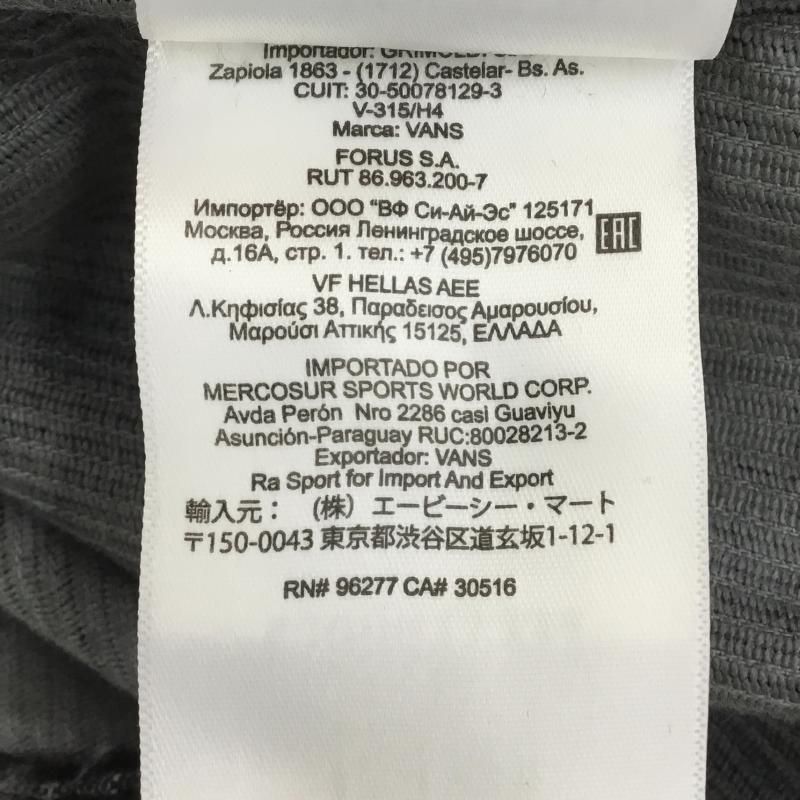 Importador:
Zapiola 1863 - (1712) Castelar- Bs. As.
CUIT: 30-50078129-3
V-315/H4
Marca: VANS
FORUS S.A.
RUT 86.963.200-7
Импортёр: ООО "ВФ Си-Ай-Эс" 125171
Москва, Россия Ленинградское шоссе,
д.16А, стр. 1. тел.: +7 (495)7976070
EAC
VF HELLAS AEE
Λ.Κηφισίας 38, Παραδεισος Αμαρουσίου,
Μαρούσι Αττικής 15125, ΕΛΛΑΔΑ
IMPORTADO POR
MERCOSUR SPORTS WORLD CORP.
Avda Perón Nro 2286 casi Guaviyu
Asunción-Paraguay RUC:80028213-2
Exportador: VANS
Ra Sport for Import And Export
輸入元： （株）エービーシー・マート
〒150-0043 東京都渋谷区道玄坂1-12-1
RN# 96277 CA# 30516